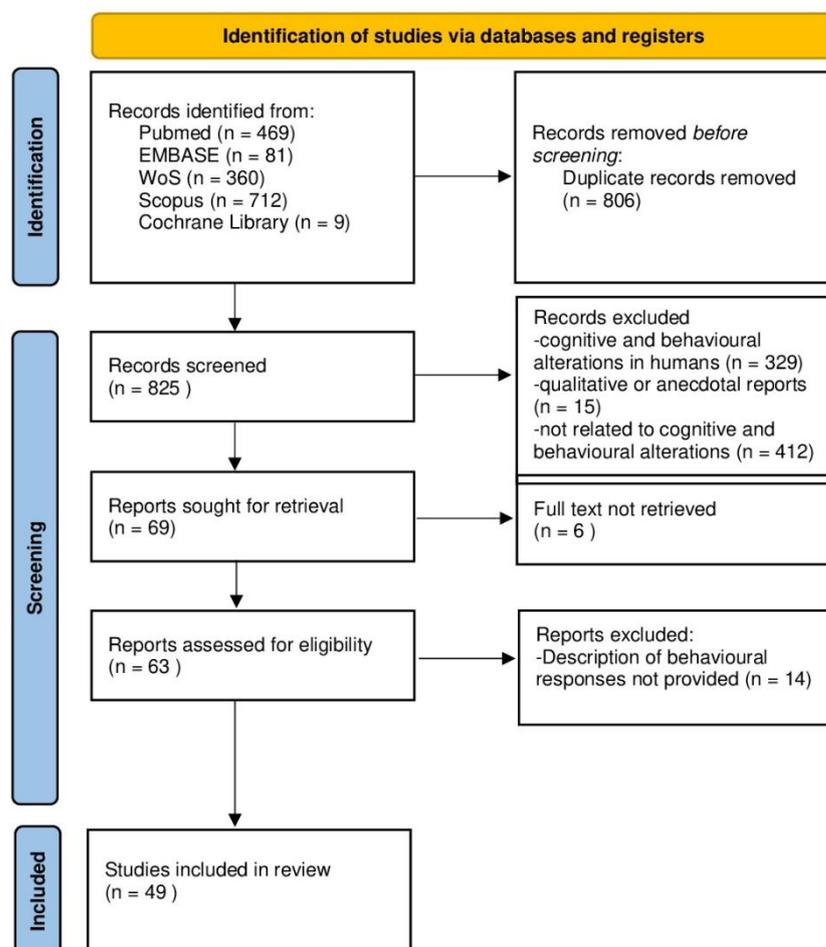 Identification of studies via databases and registers
Identification
Records identified from:
Pubmed (n = 469)
EMBASE (n = 81)
WoS (n = 360)
Scopus (n = 712)
Cochrane Library (n = 9)
Records removed before
screening:
Duplicate records removed
(n = 806)
Screening
Records screened
(n = 825 )
Records excluded
-cognitive and behavioural
alterations in humans (n = 329)
-qualitative or anecdotal reports
(n = 15)
-not related to cognitive and
behavioural alterations (n = 412)
Reports sought for retrieval
(n = 69)
Full text not retrieved
(n = 6 )
Reports assessed for eligibility
(n = 63 )
Reports excluded:
-Description of behavioural
responses not provided (n = 14)
Included
Studies included in review
(n = 49 )